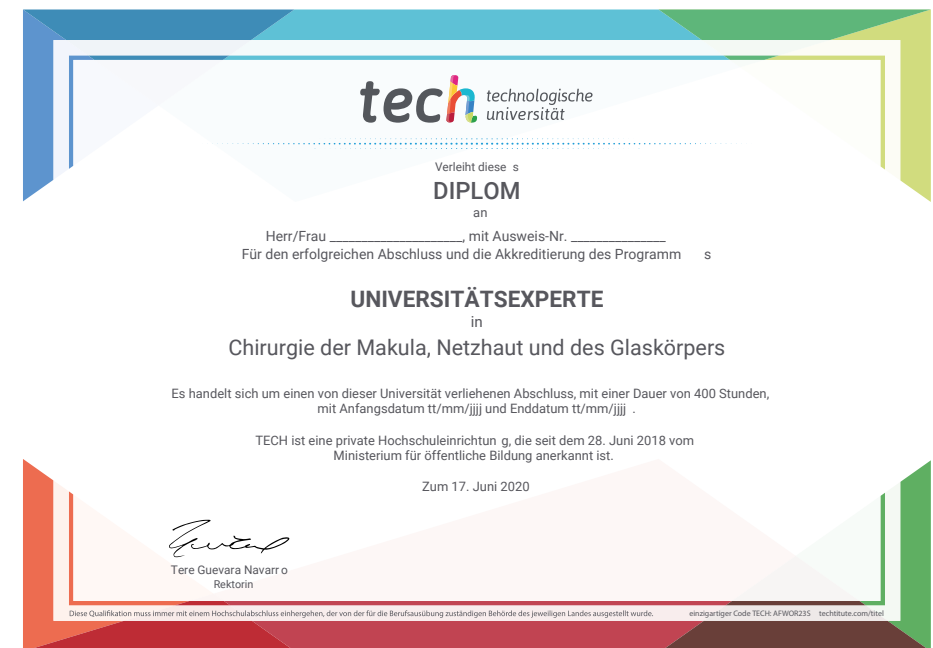 tech technologische
universität
Verleiht diese s
DIPLOM
an
Herr/Frau ______________________, mit Ausweis-Nr. ________________
Für den erfolgreichen Abschluss und die Akkreditierung des Programm s
UNIVERSITÄTSEXPERTE
in
Chirurgie der Makula, Netzhaut und des Glaskörpers
Es handelt sich um einen von dieser Universität verliehenen Abschluss, mit einer Dauer von 400 Stunden,
mit Anfangsdatum tt/mm/jjjj und Enddatum tt/mm/jjjj .
TECH ist eine private Hochschuleinrichtun g, die seit dem 28. Juni 2018 vom
Ministerium für öffentliche Bildung anerkannt ist.
Zum 17. Juni 2020
Tere Guevara Navarr o
Rektorin
Diese Qualifikation muss immer mit einem Hochschulabschluss einhergehen, der von der für die Berufsausübung zuständigen Behörde des jeweiligen Landes ausgestellt wurde. einzigartiger Code TECH: AFWOR23S techtitute.com/titel